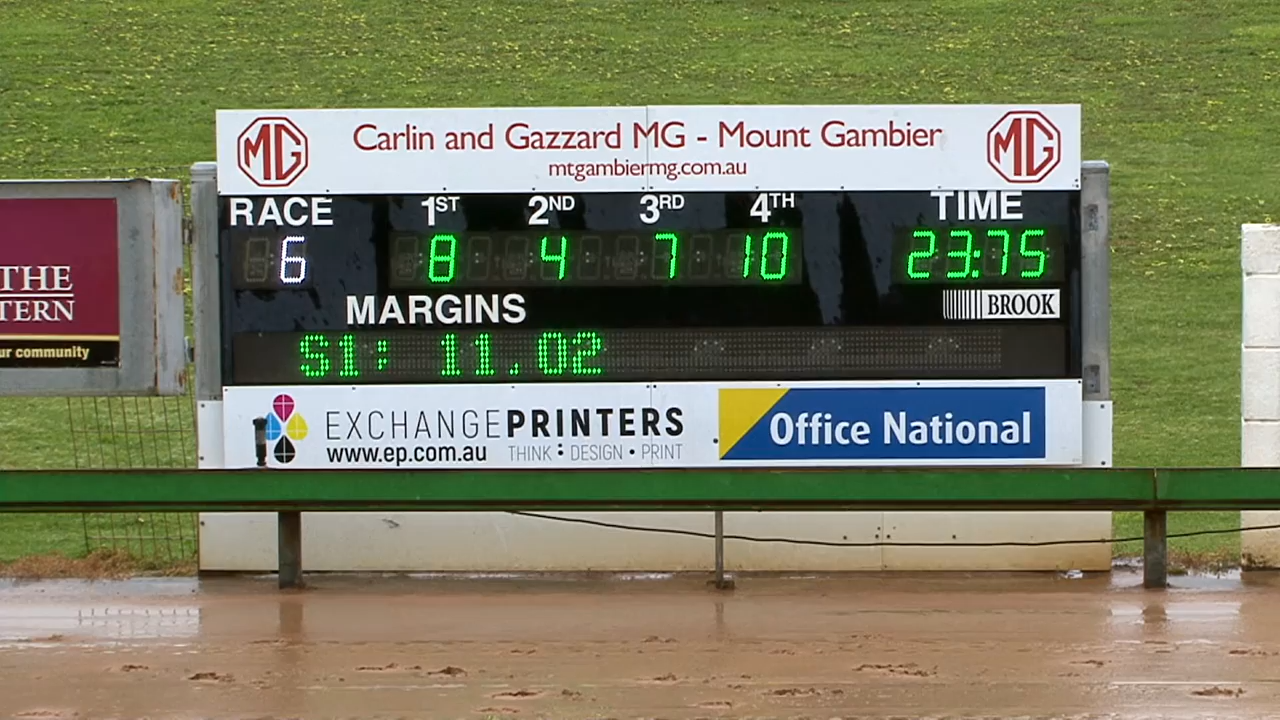 MG Carlin and Gazzard MG - Mount Gambier MG
mtgambiermg.com.au
RACE 1ST 2ND 3RD 4TH TIME
6 8 4 7 10 23.75
MARGINS BROOK
S1: 11.02
THE
TERN
ur community
EXCHANGEPRINTERS
www.ep.com.au THINK : DESIGN • PRINT
Office National